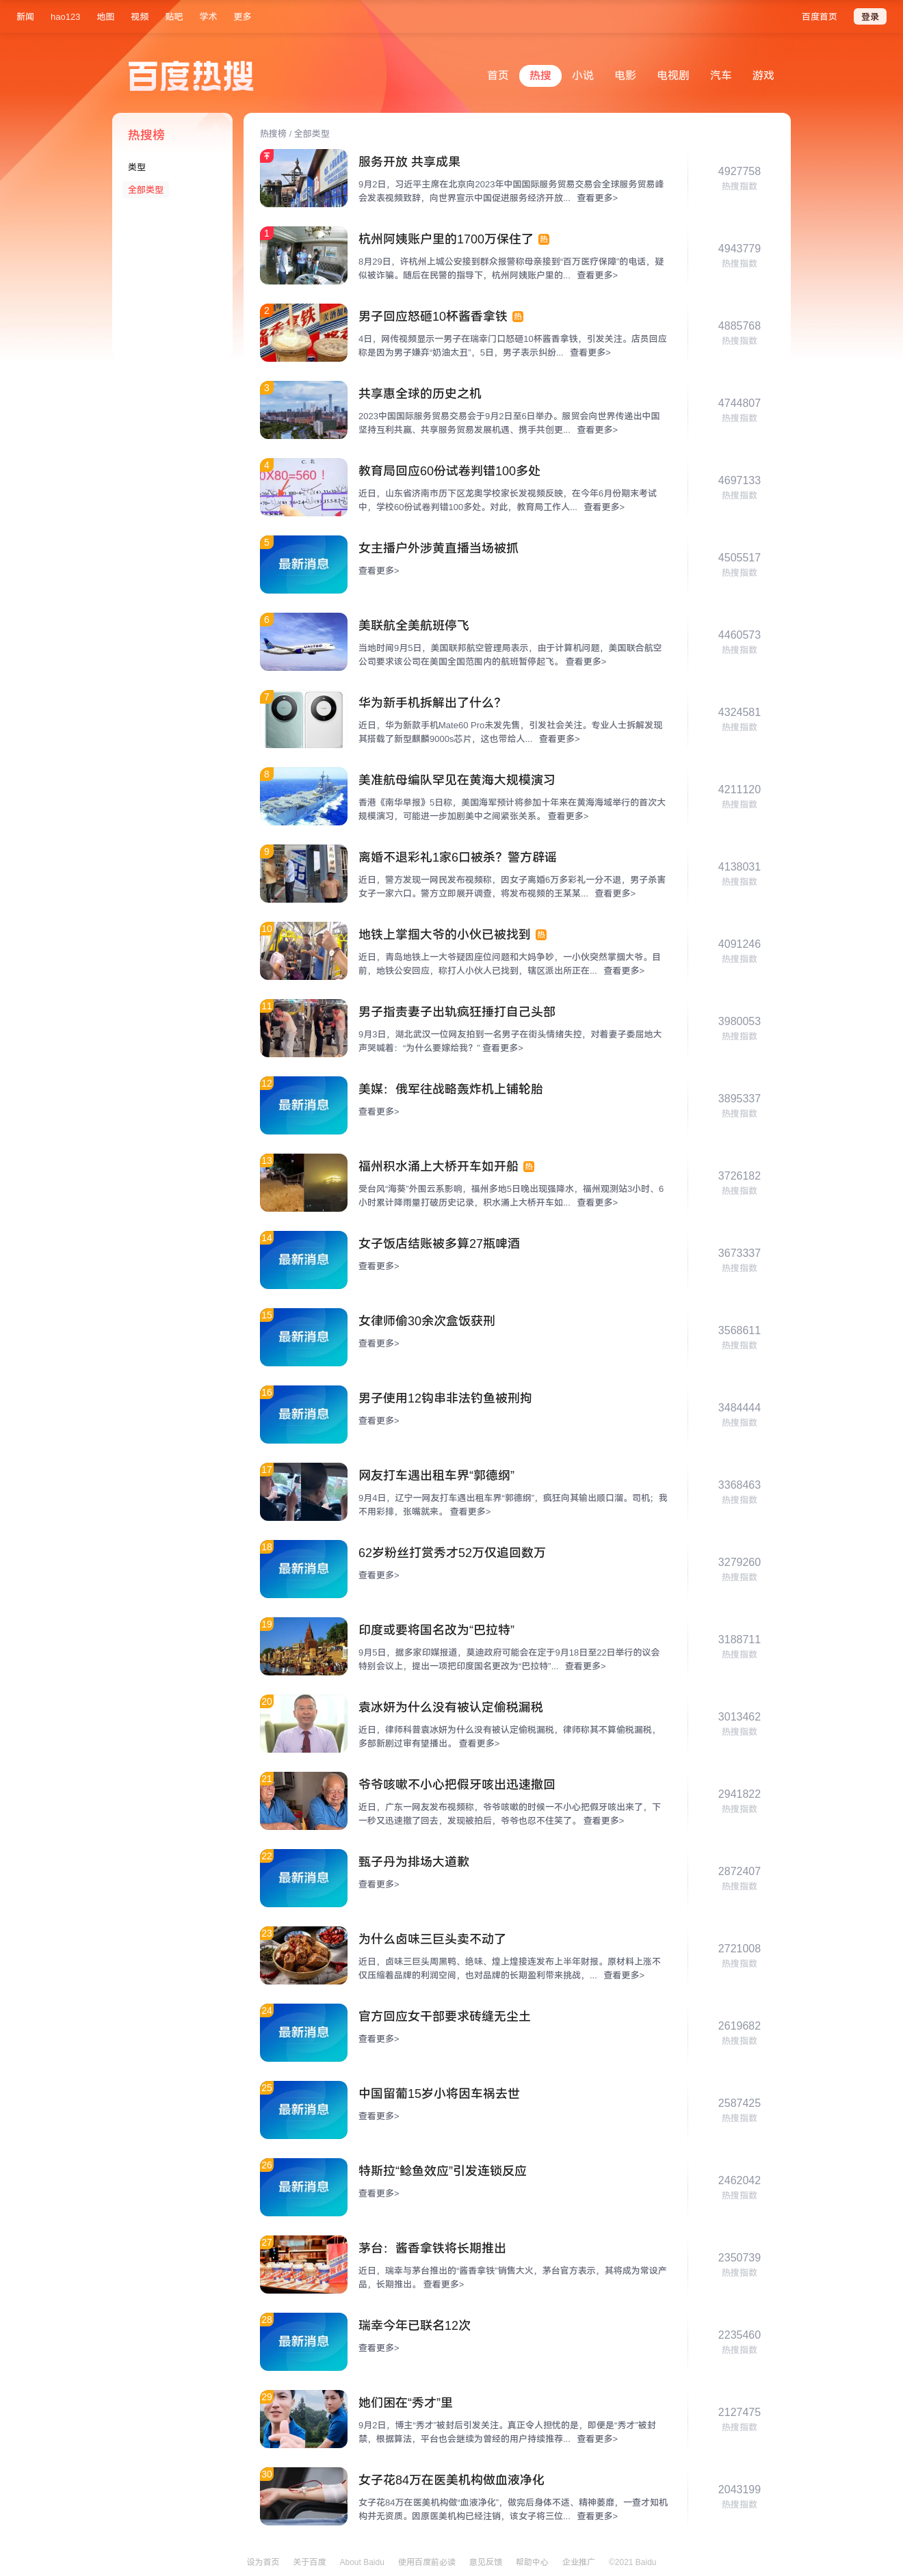 新闻 hao123 地图 视频 贴吧 学术 更多 百度首页 登录
百度热搜
首页 热搜 小说 电影 电视剧 汽车 游戏
热搜榜
类型
全部类型
热搜榜 / 全部类型
服务开放 共享成果
9月2日，习近平主席在北京向2023年中国国际服务贸易交易会全球服务贸易峰
会发表视频致辞，向世界宣示中国促进服务经济开放... 查看更多>
4927758
热搜指数
1
杭州阿姨账户里的1700万保住了 热
8月29日，许杭州上城公安接到群众报警称母亲接到“百万医疗保障”的电话，疑
似被诈骗。随后在民警的指导下，杭州阿姨账户里的... 查看更多>
4943779
热搜指数
2
男子回应怒砸10杯酱香拿铁 热
4日，网传视频显示一男子在瑞幸门口怒砸10杯酱香拿铁，引发关注。店员回应
称是因为男子嫌弃“奶油太丑”，5日，男子表示纠纷... 查看更多>
4885768
热搜指数
3
共享惠全球的历史之机
2023中国国际服务贸易交易会于9月2日至6日举办。服贸会向世界传递出中国
坚持互利共赢、共享服务贸易发展机遇、携手共创更... 查看更多>
4744807
热搜指数
4
0X80=560！
教育局回应60份试卷判错100多处
近日，山东省济南市历下区龙奥学校家长发视频反映，在今年6月份期末考试
中，学校60份试卷判错100多处。对此，教育局工作人... 查看更多>
4697133
热搜指数
5
最新消息
女主播户外涉黄直播当场被抓
查看更多>
4505517
热搜指数
6
美联航全美航班停飞
当地时间9月5日，美国联邦航空管理局表示，由于计算机问题，美国联合航空
公司要求该公司在美国全国范围内的航班暂停起飞。 查看更多>
4460573
热搜指数
7
华为新手机拆解出了什么？
近日，华为新款手机Mate60 Pro未发先售，引发社会关注。专业人士拆解发现
其搭载了新型麒麟9000s芯片，这也带给人... 查看更多>
4324581
热搜指数
8
美准航母编队罕见在黄海大规模演习
香港《南华早报》5日称，美国海军预计将参加十年来在黄海海域举行的首次大
规模演习，可能进一步加剧美中之间紧张关系。 查看更多>
4211120
热搜指数
9
离婚不退彩礼1家6口被杀？警方辟谣
近日，警方发现一网民发布视频称，因女子离婚6万多彩礼一分不退，男子杀害
女子一家六口。警方立即展开调查，将发布视频的王某某... 查看更多>
4138031
热搜指数
10
地铁上掌掴大爷的小伙已被找到 热
近日，青岛地铁上一大爷疑因座位问题和大妈争吵，一小伙突然掌掴大爷。目
前，地铁公安回应，称打人小伙人已找到，辖区派出所正在... 查看更多>
4091246
热搜指数
11
男子指责妻子出轨疯狂捶打自己头部
9月3日，湖北武汉一位网友拍到一名男子在街头情绪失控，对着妻子委屈地大
声哭喊着：“为什么要嫁给我？” 查看更多>
3980053
热搜指数
12
最新消息
美媒：俄军往战略轰炸机上铺轮胎
查看更多>
3895337
热搜指数
13
福州积水涌上大桥开车如开船 热
受台风“海葵”外围云系影响，福州多地5日晚出现强降水，福州观测站3小时、6
小时累计降雨量打破历史记录，积水涌上大桥开车如... 查看更多>
3726182
热搜指数
14
最新消息
女子饭店结账被多算27瓶啤酒
查看更多>
3673337
热搜指数
15
最新消息
女律师偷30余次盒饭获刑
查看更多>
3568611
热搜指数
16
最新消息
男子使用12钩串非法钓鱼被刑拘
查看更多>
3484444
热搜指数
17
网友打车遇出租车界“郭德纲”
9月4日，辽宁一网友打车遇出租车界“郭德纲”，疯狂向其输出顺口溜。司机；我
不用彩排，张嘴就来。 查看更多>
3368463
热搜指数
18
最新消息
62岁粉丝打赏秀才52万仅追回数万
查看更多>
3279260
热搜指数
19
印度或要将国名改为“巴拉特”
9月5日，据多家印媒报道，莫迪政府可能会在定于9月18日至22日举行的议会
特别会议上，提出一项把印度国名更改为“巴拉特”... 查看更多>
3188711
热搜指数
20
袁冰妍为什么没有被认定偷税漏税
近日，律师科普袁冰妍为什么没有被认定偷税漏税，律师称其不算偷税漏税，
多部新剧过审有望播出。 查看更多>
3013462
热搜指数
21
爷爷咳嗽不小心把假牙咳出迅速撤回
近日，广东一网友发布视频称，爷爷咳嗽的时候一不小心把假牙咳出来了，下
一秒又迅速撤了回去，发现被拍后，爷爷也忍不住笑了。 查看更多>
2941822
热搜指数
22
最新消息
甄子丹为排场大道歉
查看更多>
2872407
热搜指数
23
为什么卤味三巨头卖不动了
近日，卤味三巨头周黑鸭、绝味、煌上煌接连发布上半年财报。原材料上涨不
仅压缩着品牌的利润空间，也对品牌的长期盈利带来挑战，... 查看更多>
2721008
热搜指数
24
最新消息
官方回应女干部要求砖缝无尘土
查看更多>
2619682
热搜指数
25
最新消息
中国留葡15岁小将因车祸去世
查看更多>
2587425
热搜指数
26
最新消息
特斯拉“鲶鱼效应”引发连锁反应
查看更多>
2462042
热搜指数
27
茅台：酱香拿铁将长期推出
近日，瑞幸与茅台推出的“酱香拿铁”销售大火，茅台官方表示，其将成为常设产
品，长期推出。 查看更多>
2350739
热搜指数
28
最新消息
瑞幸今年已联名12次
查看更多>
2235460
热搜指数
29
她们困在“秀才”里
9月2日，博主“秀才”被封后引发关注。真正令人担忧的是，即便是“秀才”被封
禁，根据算法，平台也会继续为曾经的用户持续推荐... 查看更多>
2127475
热搜指数
30
女子花84万在医美机构做血液净化
女子花84万在医美机构做“血液净化”，做完后身体不适、精神萎靡，一查才知机
构并无资质。因原医美机构已经注销，该女子将三位... 查看更多>
2043199
热搜指数
设为首页 关于百度 About Baidu 使用百度前必读 意见反馈 帮助中心 企业推广 ©2021 Baidu